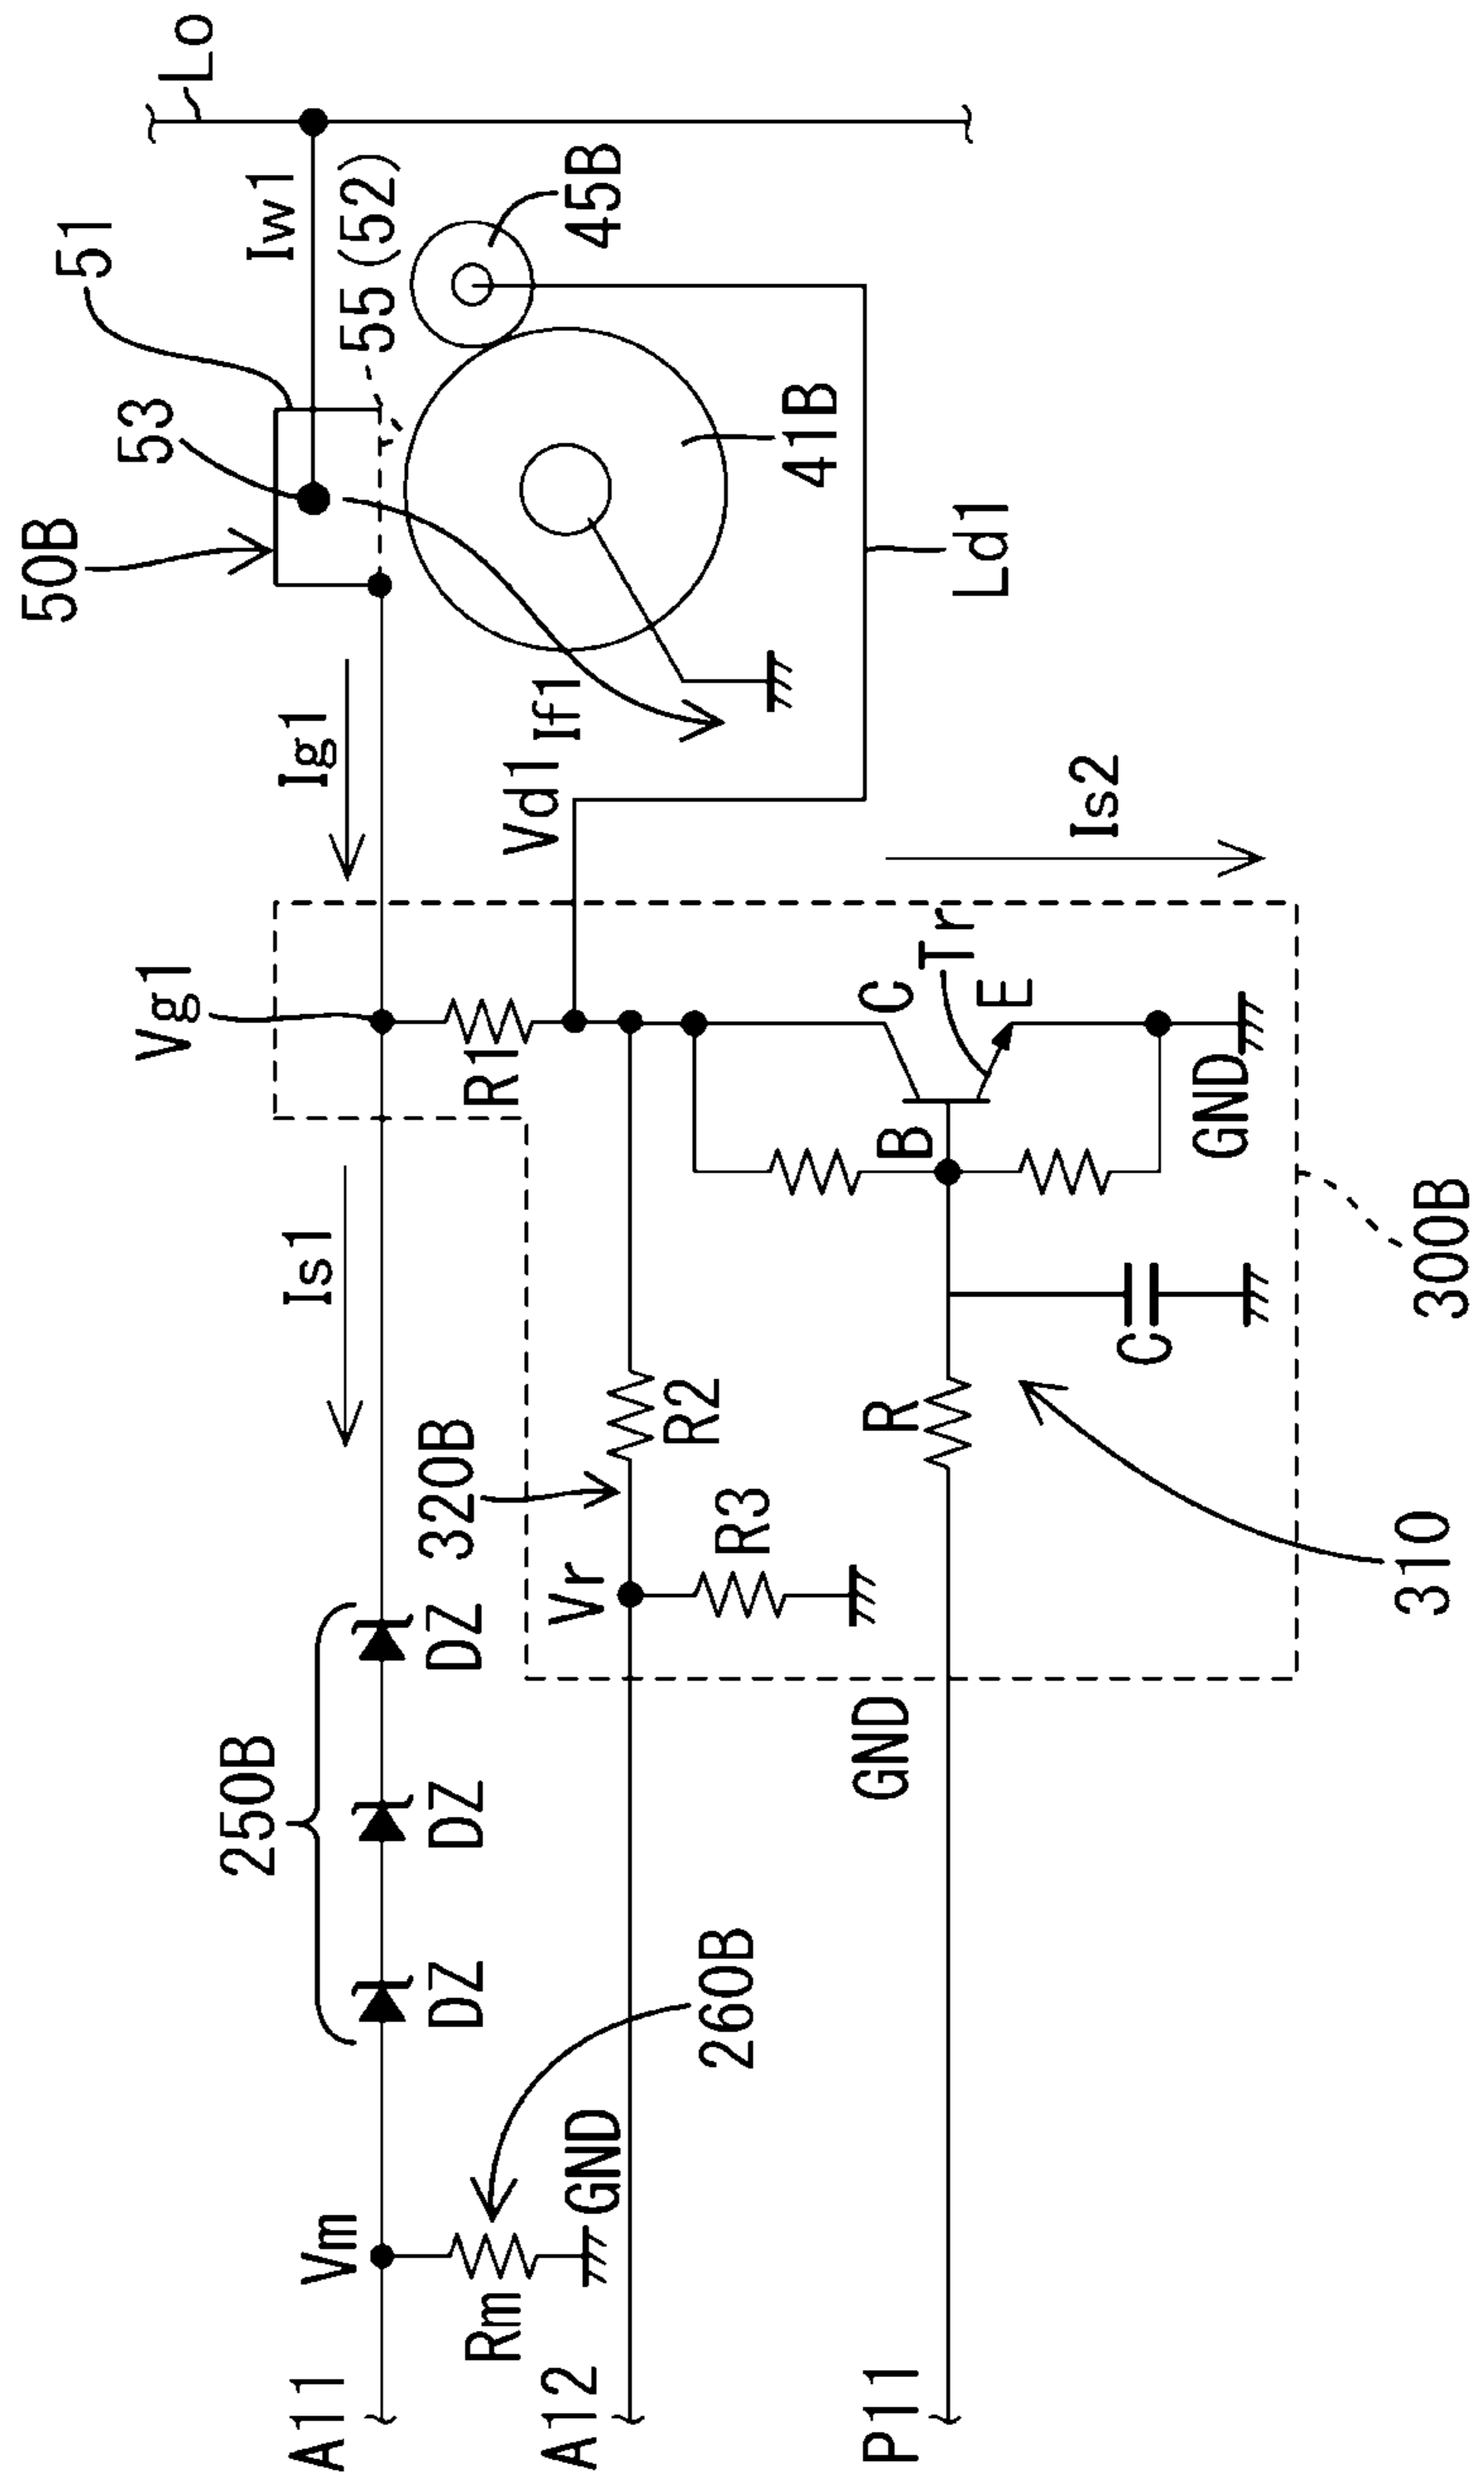 50B
53
51
Iw1
Lo
55(52)
45B
41B
Ig1
If1
Vd1
Ld1
Vg1
Is1
Is2
R1
C
Tr
E
B
GND
320B
R2
Vr
R3
R
C
300B
310
250B
DZ
DZ
DZ
GND
260B
Vm
Rm
GND
A11
A12
P11